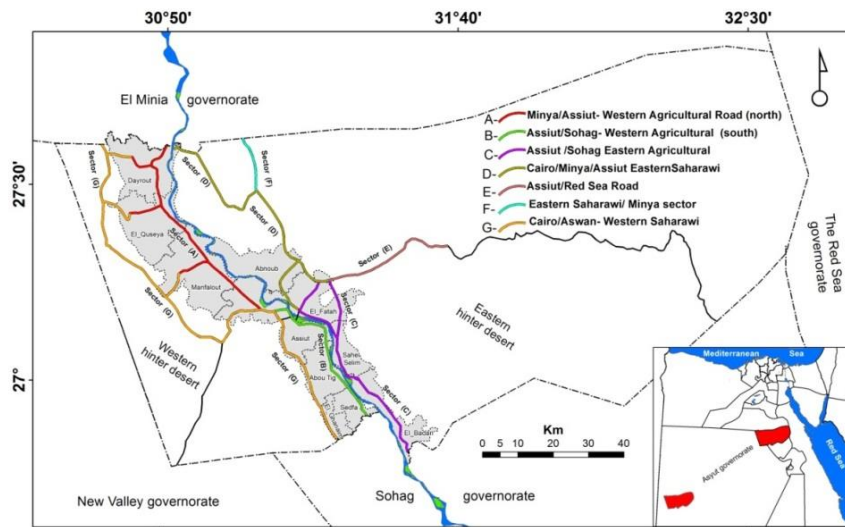 30°50'
31°40'
32°30'
El Minia governorate
A- Minya/Assiut- Western Agricultural Road (north)
B- Assiut/Sohag- Western Agricultural (south)
C- Assiut /Sohag Eastern Agricultural
D- Cairo/Minya/Assiut EasternSaharawi
E- Assiut/Red Sea Road
F- Eastern Saharawi/ Minya sector
G- Cairo/Aswan- Western Saharawi
27°30'
27°
Sector (G)
Dayrout
Sector (D)
Sector (F)
Sector (D)
El_Quseya
Sector (A)
Abnoub
Sector (E)
Manfalout
Sector (G)
El_Fatah
Sector (C)
Assiut
Sector (B)
Sahel
Selim
Sector (G)
Abou Tig
Sedfa
Sector (C)
El_Badari
Western
hinter desert
Eastern
hinter desert
The Red Sea
governorate
Km
0 5 10 20 30 40
New Valley governorate
Sohag governorate
Mediterranean Sea
Asyut governorate
Red Sea